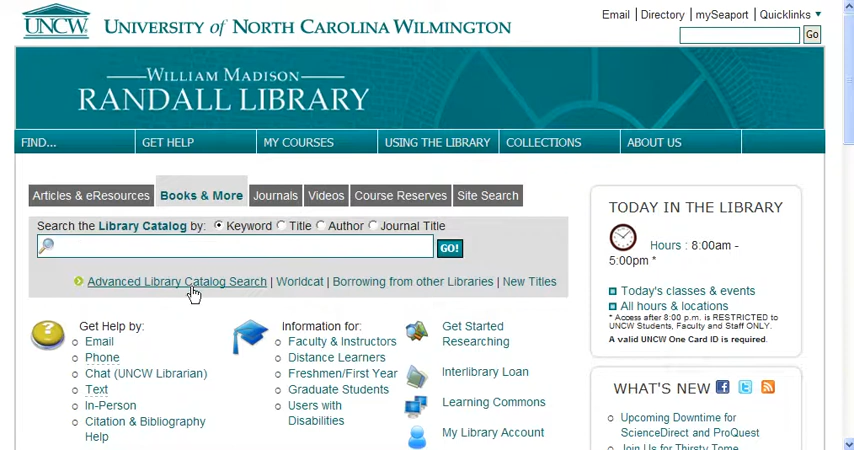 UNCW
UNIVERSITY of NORTH CAROLINA WILMINGTON
Email | Directory | mySeaport | Quicklinks
Go
WILLIAM MADISON
RANDALL LIBRARY
FIND... GET HELP MY COURSES USING THE LIBRARY COLLECTIONS ABOUT US
Articles & eResources Books & More Journals Videos Course Reserves Site Search
Search the Library Catalog by: Keyword Title Author Journal Title
GO!
Advanced Library Catalog Search | Worldcat | Borrowing from other Libraries | New Titles
Get Help by:
Email
Phone
Chat (UNCW Librarian)
Text
In-Person
Citation & Bibliography
Help
Information for:
Faculty & Instructors
Distance Learners
Freshmen/First Year
Graduate Students
Users with
Disabilities
Get Started
Researching
Interlibrary Loan
Learning Commons
My Library Account
TODAY IN THE LIBRARY
Hours : 8:00am -
5:00pm *
Today's classes & events
All hours & locations
* Access after 8:00 p.m. is RESTRICTED to
UNCW Students, Faculty and Staff ONLY.
A valid UNCW One Card ID is required.
WHAT'S NEW
Upcoming Downtime for
ScienceDirect and ProQuest
Join Us for Thirsty Tome